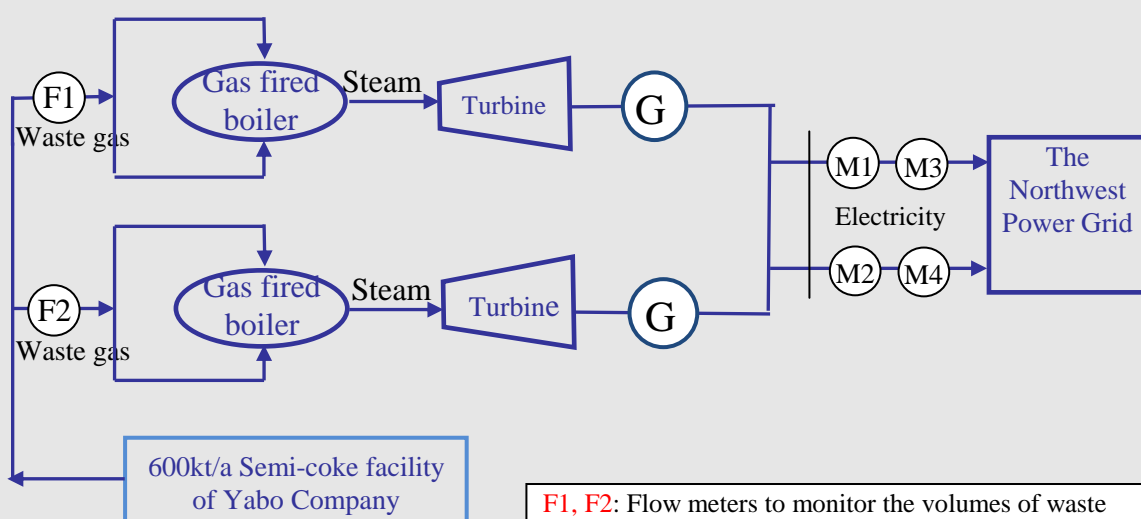 F1
Waste gas
Gas fired
boiler
Steam
Turbine
G
F2
Waste gas
Gas fired
boiler
Steam
Turbine
G
M1
M3
Electricity
M2
M4
The
Northwest
Power Grid
600kt/a Semi-coke facility
of Yabo Company
F1, F2: Flow meters to monitor the volumes of waste